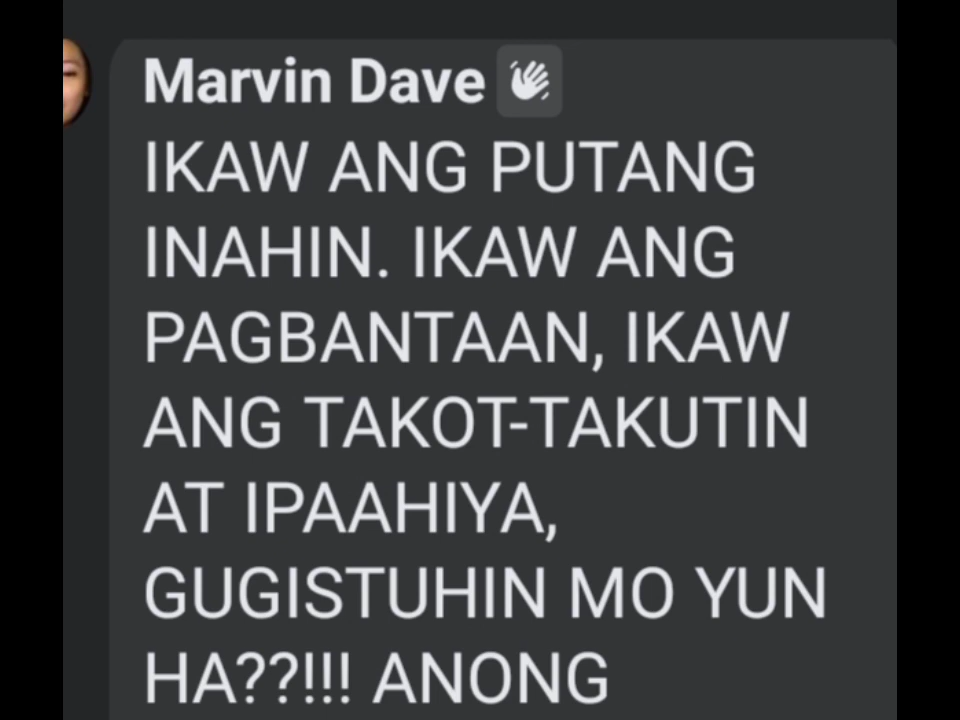 Marvin Dave
IKAW ANG PUTANG
INAHIN. IKAW ANG
PAGBANTAAN, IKAW
ANG TAKOT-TAKUTIN
AT IPAAHIYA,
GUGISTUHIN MO YUN
HA??!!! ANONG